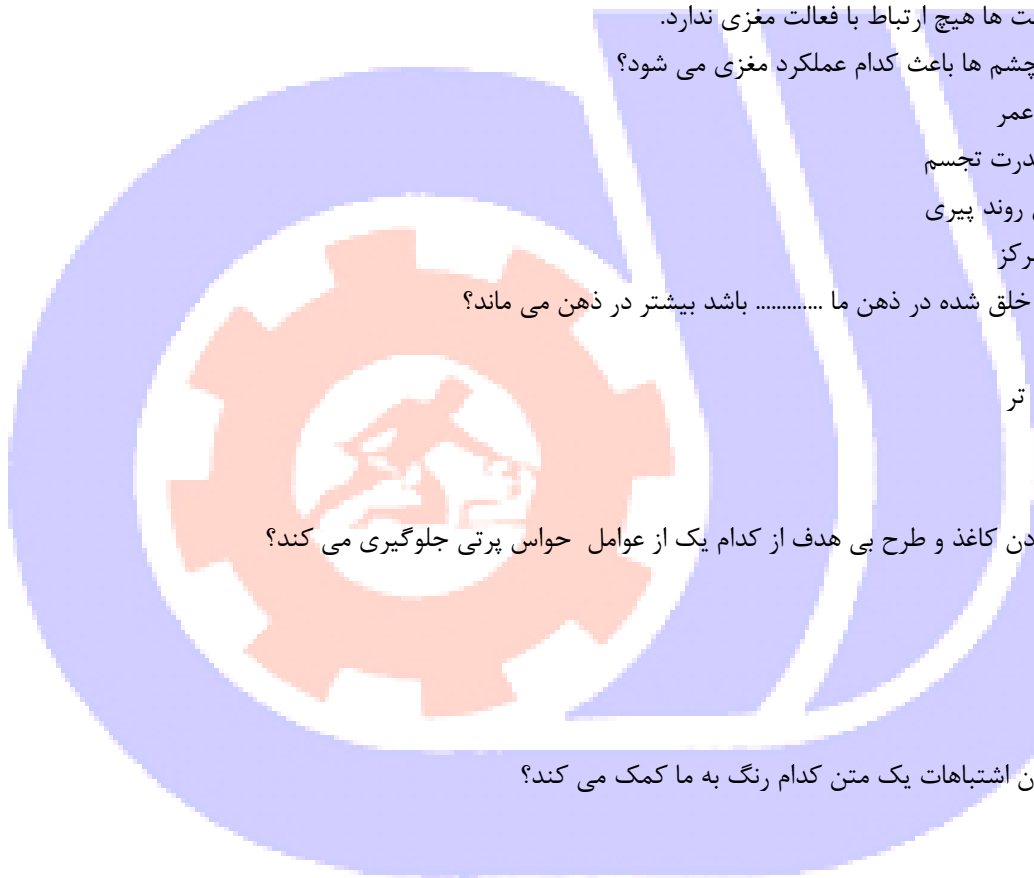 ت ها هیچ ارتباط با فعالت مغزی ندارد.
چشم ها باعث کدام عملکرد مغزی می شود؟
عمر
درت تجسم
روند پیری
رکز
خلق شده در ذهن ما ............. باشد بیشتر در ذهن می ماند؟
تر
دن کاغذ و طرح بی هدف از کدام یک از عوامل حواس پرتی جلوگیری می کند؟
ن اشتباهات یک متن کدام رنگ به ما کمک می کند؟